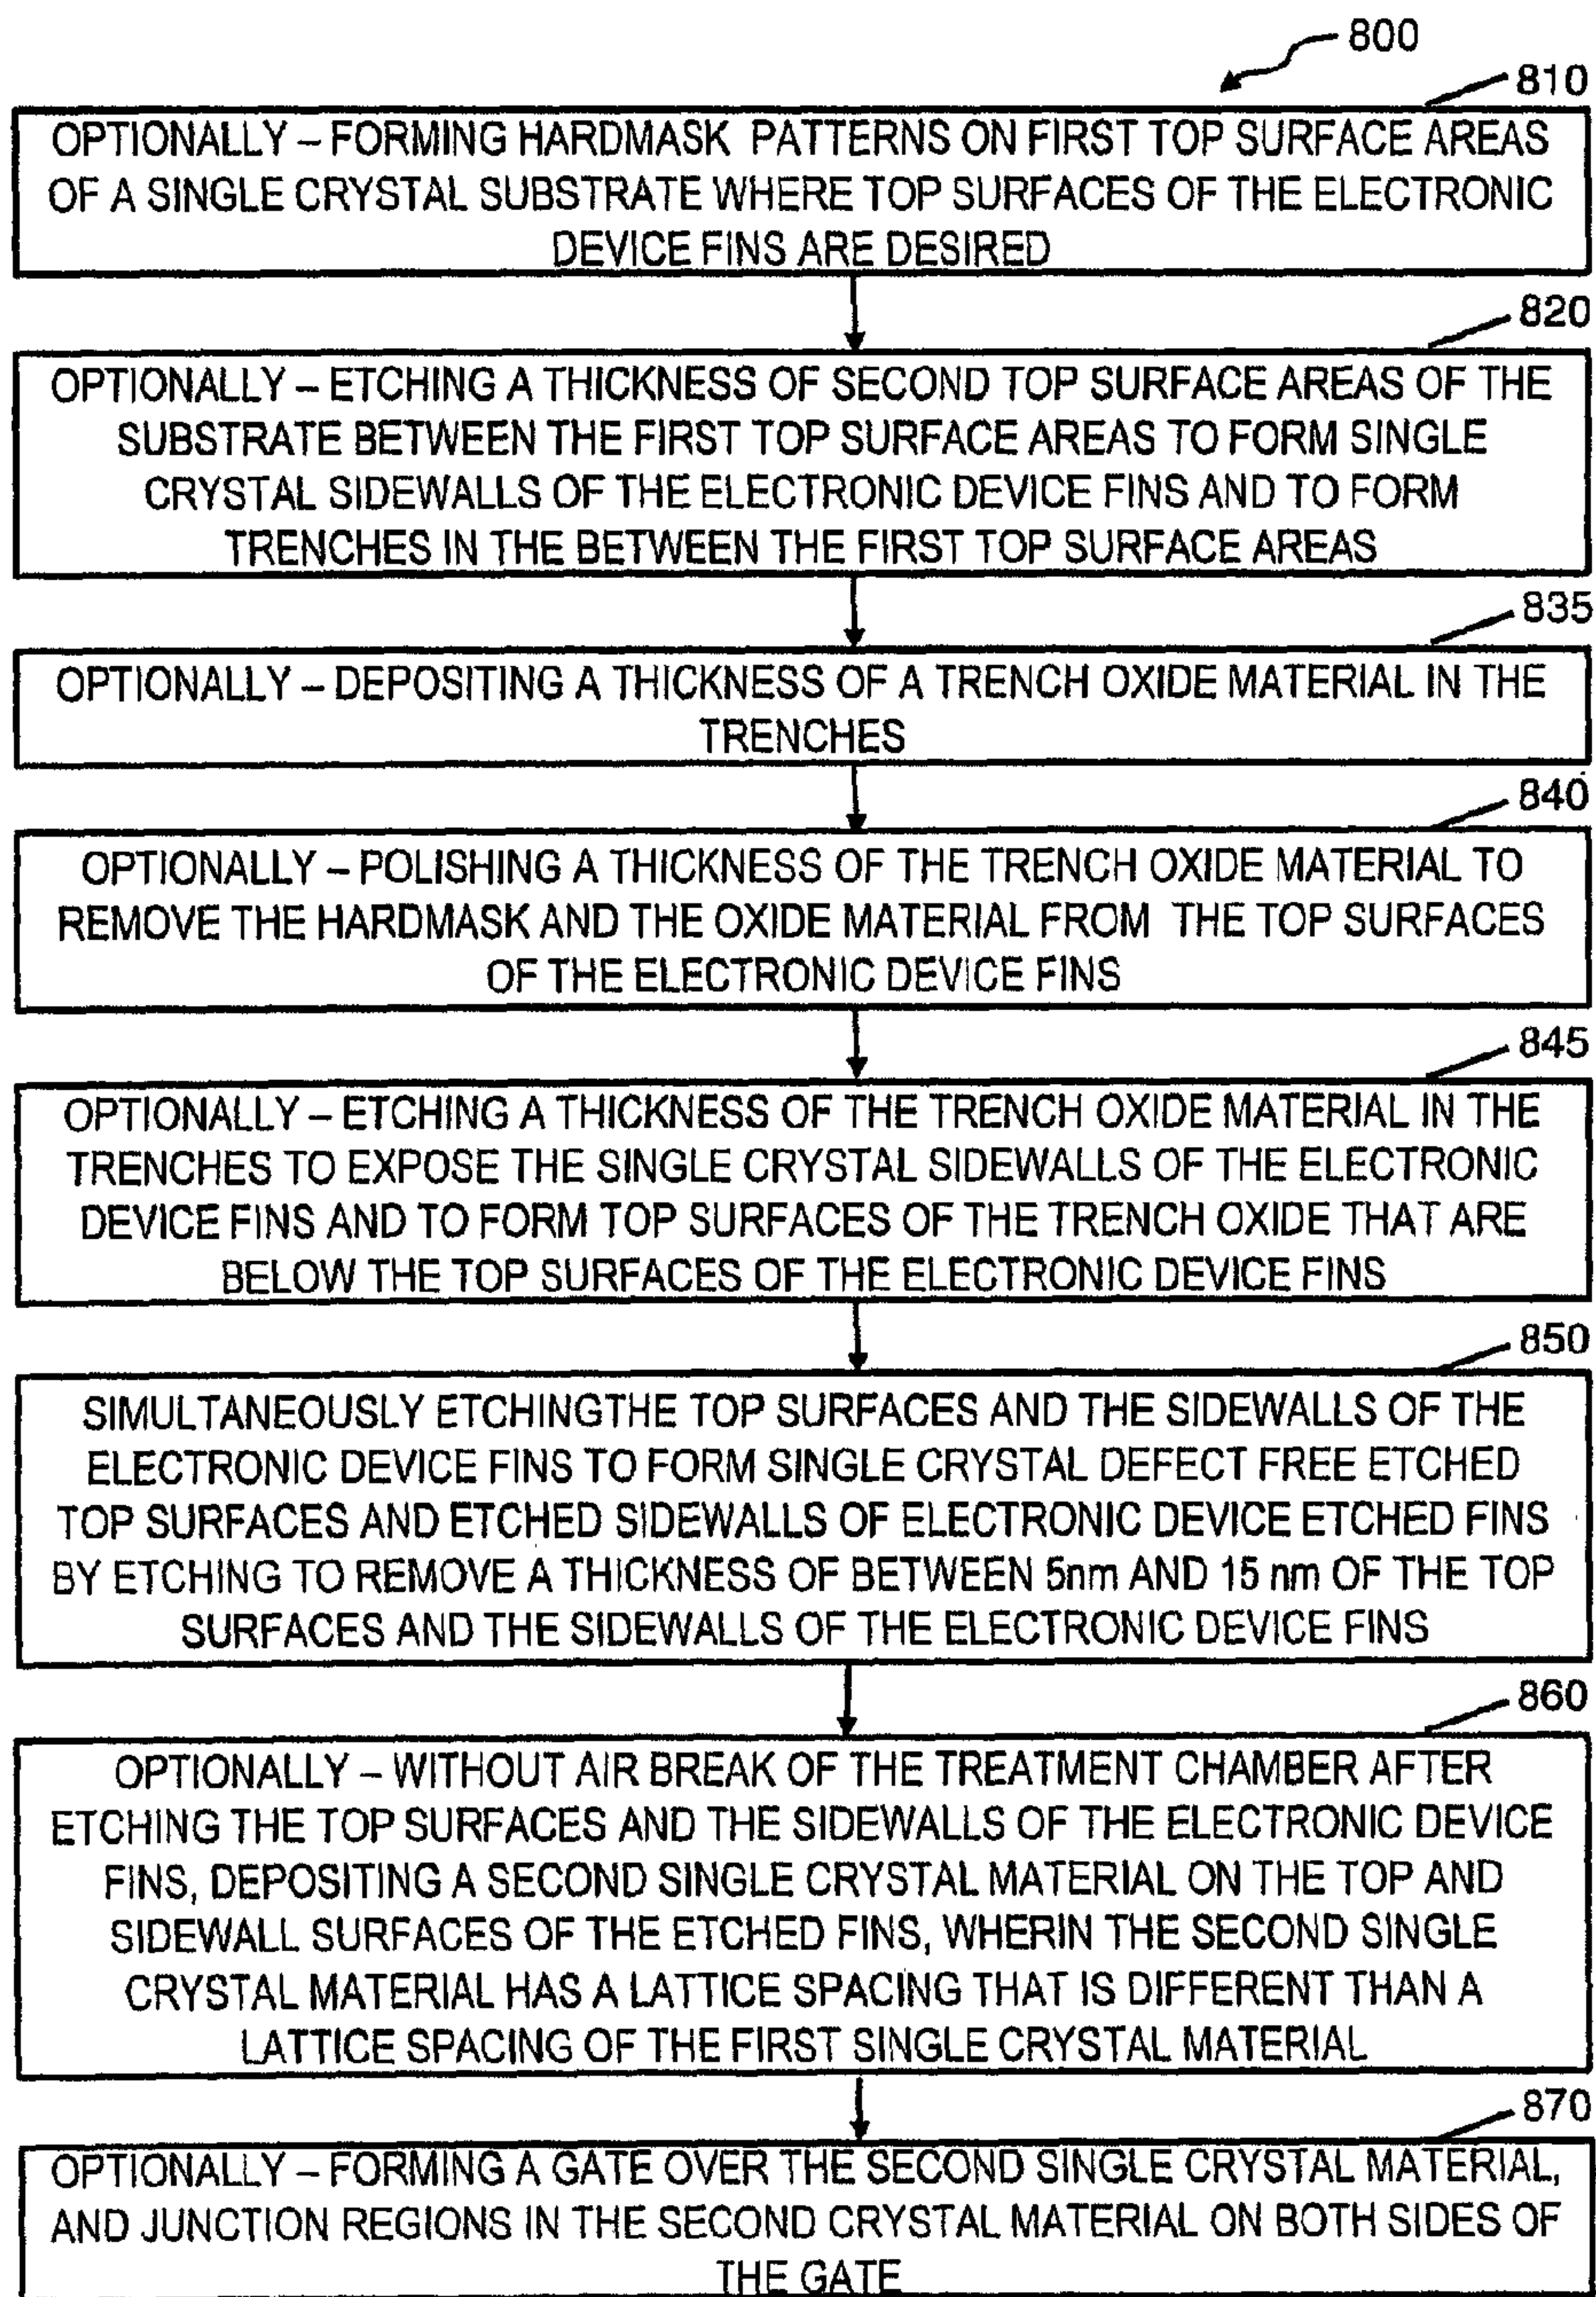 800
810
OPTIONALLY – FORMING HARDMASK PATTERNS ON FIRST TOP SURFACE AREAS
OF A SINGLE CRYSTAL SUBSTRATE WHERE TOP SURFACES OF THE ELECTRONIC
DEVICE FINS ARE DESIRED
820
OPTIONALLY – ETCHING A THICKNESS OF SECOND TOP SURFACE AREAS OF THE
SUBSTRATE BETWEEN THE FIRST TOP SURFACE AREAS TO FORM SINGLE
CRYSTAL SIDEWALLS OF THE ELECTRONIC DEVICE FINS AND TO FORM
TRENCHES IN THE BETWEEN THE FIRST TOP SURFACE AREAS
835
OPTIONALLY – DEPOSITING A THICKNESS OF A TRENCH OXIDE MATERIAL IN THE
TRENCHES
840
OPTIONALLY – POLISHING A THICKNESS OF THE TRENCH OXIDE MATERIAL TO
REMOVE THE HARDMASK AND THE OXIDE MATERIAL FROM THE TOP SURFACES
OF THE ELECTRONIC DEVICE FINS
845
OPTIONALLY – ETCHING A THICKNESS OF THE TRENCH OXIDE MATERIAL IN THE
TRENCHES TO EXPOSE THE SINGLE CRYSTAL SIDEWALLS OF THE ELECTRONIC
DEVICE FINS AND TO FORM TOP SURFACES OF THE TRENCH OXIDE THAT ARE
BELOW THE TOP SURFACES OF THE ELECTRONIC DEVICE FINS
850
SIMULTANEOUSLY ETCHINGTHE TOP SURFACES AND THE SIDEWALLS OF THE
ELECTRONIC DEVICE FINS TO FORM SINGLE CRYSTAL DEFECT FREE ETCHED
TOP SURFACES AND ETCHED SIDEWALLS OF ELECTRONIC DEVICE ETCHED FINS
BY ETCHING TO REMOVE A THICKNESS OF BETWEEN 5nm AND 15 nm OF THE TOP
SURFACES AND THE SIDEWALLS OF THE ELECTRONIC DEVICE FINS
860
OPTIONALLY – WITHOUT AIR BREAK OF THE TREATMENT CHAMBER AFTER
ETCHING THE TOP SURFACES AND THE SIDEWALLS OF THE ELECTRONIC DEVICE
FINS, DEPOSITING A SECOND SINGLE CRYSTAL MATERIAL ON THE TOP AND
SIDEWALL SURFACES OF THE ETCHED FINS, WHERIN THE SECOND SINGLE
CRYSTAL MATERIAL HAS A LATTICE SPACING THAT IS DIFFERENT THAN A
LATTICE SPACING OF THE FIRST SINGLE CRYSTAL MATERIAL
870
OPTIONALLY – FORMING A GATE OVER THE SECOND SINGLE CRYSTAL MATERIAL,
AND JUNCTION REGIONS IN THE SECOND CRYSTAL MATERIAL ON BOTH SIDES OF
THE GATE